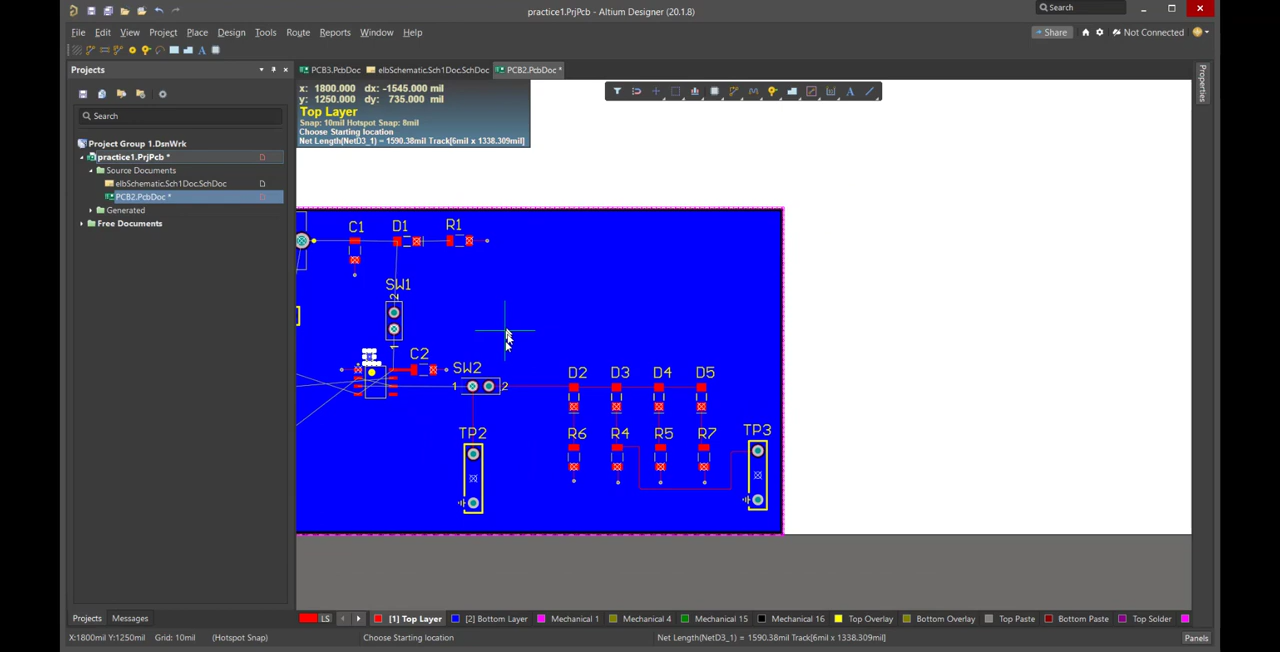 practice1.PrjPcb - Altium Designer (20.1.8)
Search
File Edit View Project Place Design Tools Route Reports Window Help
Share
Not Connected
Projects
PCB3.PcbDoc
elbSchematic.Sch1Doc.SchDoc
PCB2.PcbDoc *
Properties
x: 1800.000 dx: -1545.000 mil
y: 1250.000 dy: 735.000 mil
Top Layer
Snap: 10mil Hotspot Snap: 8mil
Choose Starting location
Net Length(NetD3_1) = 1590.38mil Track[6mil x 1338.309mil]
Search
Project Group 1.DsnWrk
practice1.PrjPcb *
Source Documents
elbSchematic.Sch1Doc.SchDoc
PCB2.PcbDoc *
Generated
Free Documents
C1 D1 R1
SW1
2
1
C2 SW2
1 2
D2 D3 D4 D5
TP2 R6 R4 R5 R7 TP3
Projects Messages
LS [1] Top Layer [2] Bottom Layer Mechanical 1 Mechanical 4 Mechanical 15 Mechanical 16 Top Overlay Bottom Overlay Top Paste Bottom Paste Top Solder
X:1800mil Y:1250mil Grid: 10mil (Hotspot Snap) Choose Starting location Net Length(NetD3_1) = 1590.38mil Track[6mil x 1338.309mil] Panels